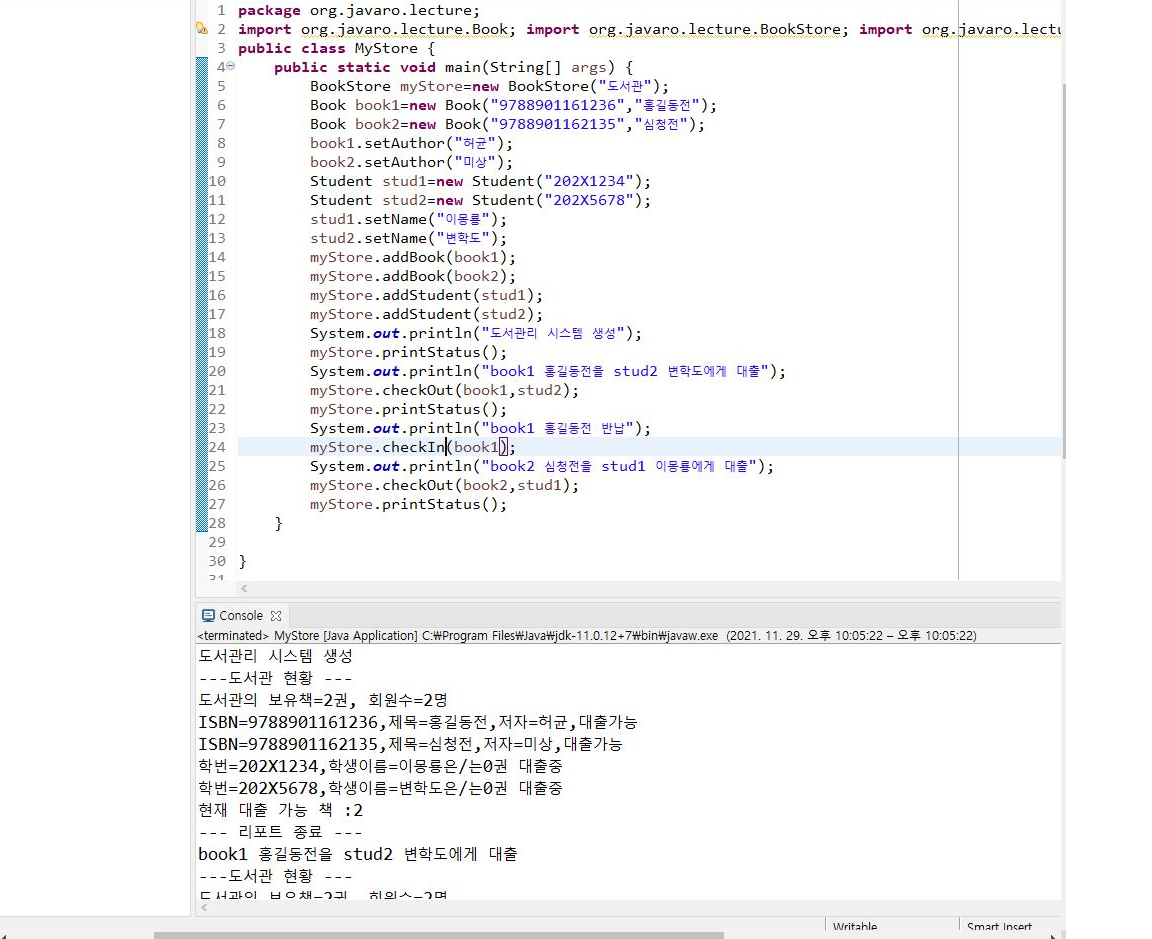 1 package org.javaro.lecture;
2 import org.javaro.lecture.Book; import org.javaro.lecture.BookStore; import org.javaro.lectu
3 public class MyStore {
4 public static void main(String[] args) {
5 BookStore myStore=new BookStore("도서관");
6 Book book1=new Book("9788901161236","홍길동전");
7 Book book2=new Book("9788901162135","심청전");
8 book1.setAuthor("허균");
9 book2.setAuthor("미상");
10 Student stud1=new Student("202X1234");
11 Student stud2=new Student("202X5678");
12 stud1.setName("이몽룡");
13 stud2.setName("변학도");
14 myStore.addBook(book1);
15 myStore.addBook(book2);
16 myStore.addStudent(stud1);
17 myStore.addStudent(stud2);
18 System.out.println("도서관리 시스템 생성");
19 myStore.printStatus();
20 System.out.println("book1 홍길동전을 stud2 변학도에게 대출");
21 myStore.checkOut(book1,stud2);
22 myStore.printStatus();
23 System.out.println("book1 홍길동전 반납");
24 myStore.checkIn(book1);
25 System.out.println("book2 심청전을 stud1 이몽룡에게 대출");
26 myStore.checkOut(book2,stud1);
27 myStore.printStatus();
28 }
29
30 }
31
Console
<terminated> MyStore [Java Application] C:₩Program Files₩Java₩jdk-11.0.12+7₩bin₩javaw.exe (2021. 11. 29. 오후 10:05:22 – 오후 10:05:22)
도서관리 시스템 생성
---도서관 현황 ---
도서관의 보유책=2권, 회원수=2명
ISBN=9788901161236,제목=홍길동전,저자=허균,대출가능
ISBN=9788901162135,제목=심청전,저자=미상,대출가능
학번=202X1234,학생이름=이몽룡은/는0권 대출중
학번=202X5678,학생이름=변학도은/는0권 대출중
현재 대출 가능 책 :2
--- 리포트 종료 ---
book1 홍길동전을 stud2 변학도에게 대출
---도서관 현황 ---
도서관의 보유책=2권, 회원수=2명
Writable Smart Insert